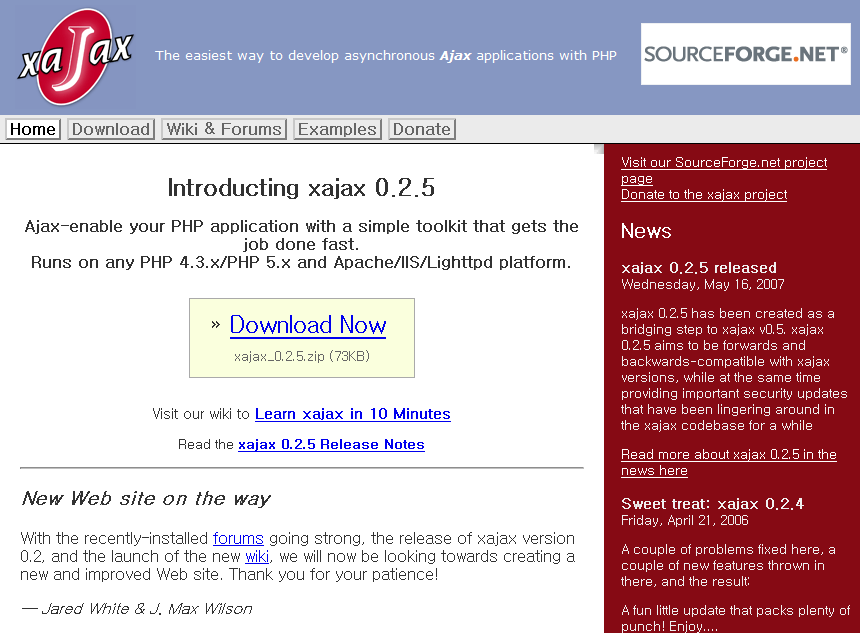 xajax
The easiest way to develop asynchronous Ajax applications with PHP
SOURCEFORGE.NET®
Home
Download
Wiki & Forums
Examples
Donate
Introducting xajax 0.2.5
Ajax-enable your PHP application with a simple toolkit that gets the
job done fast.
Runs on any PHP 4.3.x/PHP 5.x and Apache/IIS/Lighttpd platform.
» Download Now
xajax_0.2.5.zip (73KB)
Visit our wiki to Learn xajax in 10 Minutes
Read the xajax 0.2.5 Release Notes
New Web site on the way
With the recently-installed forums going strong, the release of xajax version
0.2, and the launch of the new wiki, we will now be looking towards creating a
new and improved Web site. Thank you for your patience!
— Jared White & J. Max Wilson
Visit our SourceForge.net project
page
Donate to the xajax project
News
xajax 0.2.5 released
Wednesday, May 16, 2007
xajax 0.2.5 has been created as a
bridging step to xajax v0.5. xajax
0.2.5 aims to be forwards and
backwards-compatible with xajax
versions, while at the same time
providing important security updates
that have been lingering around in
the xajax codebase for a while
Read more about xajax 0.2.5 in the
news here
Sweet treat: xajax 0.2.4
Friday, April 21, 2006
A couple of problems fixed here, a
couple of new features thrown in
there, and the result:
A fun little update that packs plenty of
punch! Enjoy....